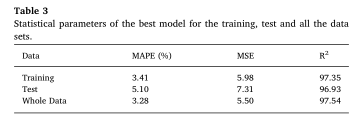 Table 3
Statistical parameters of the best model for the training, test and all the data
sets.
Data MAPE (%) MSE R²
Training 3.41 5.98 97.35
Test 5.10 7.31 96.93
Whole Data 3.28 5.50 97.54